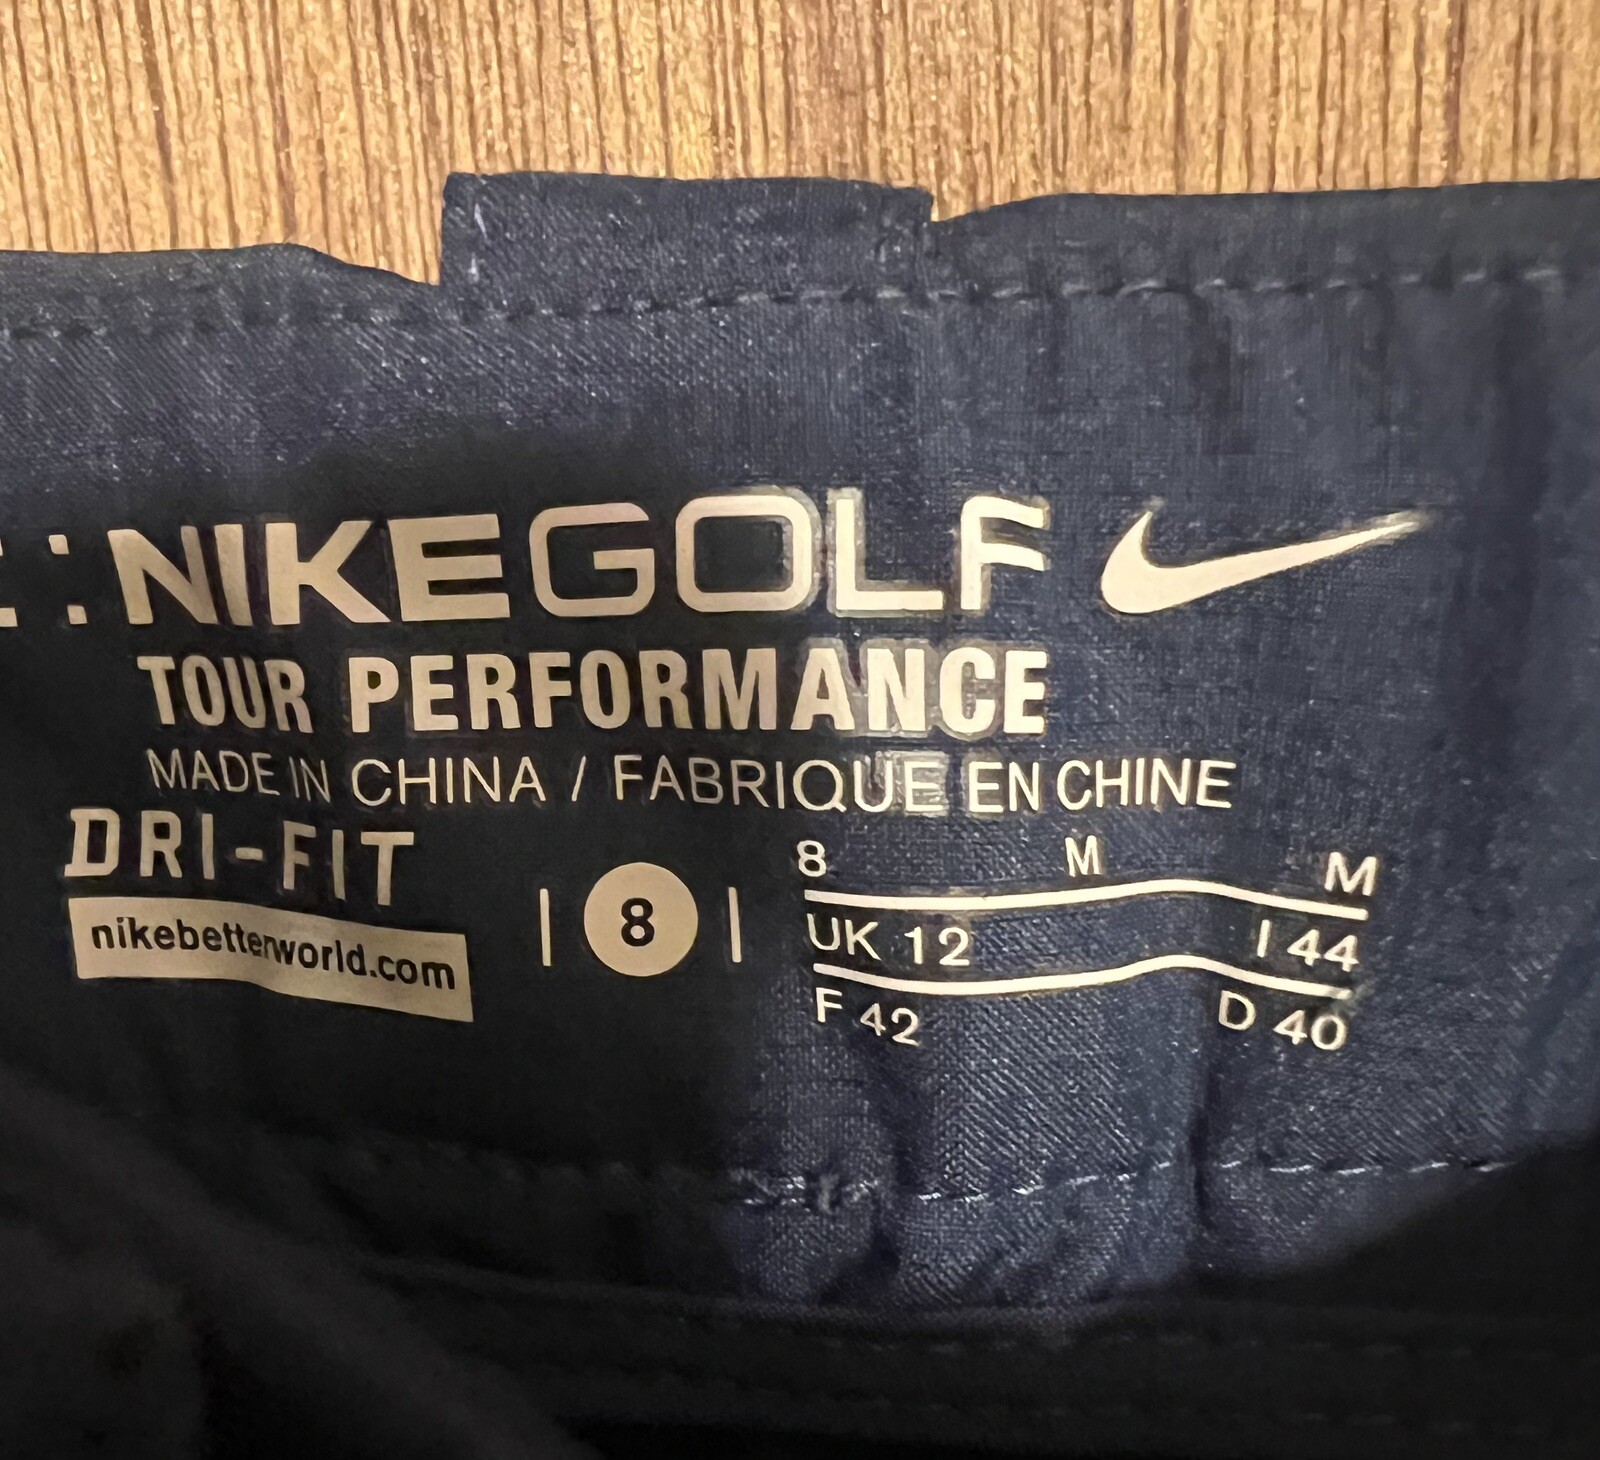 : NIKEGOLF
TOUR PERFORMANCE
MADE IN CHINA / FABRIQUE EN CHINE
DRI-FIT
nikebetterworld.com
| 8 |
8 M M
UK 12 I 44
F 42 D 40